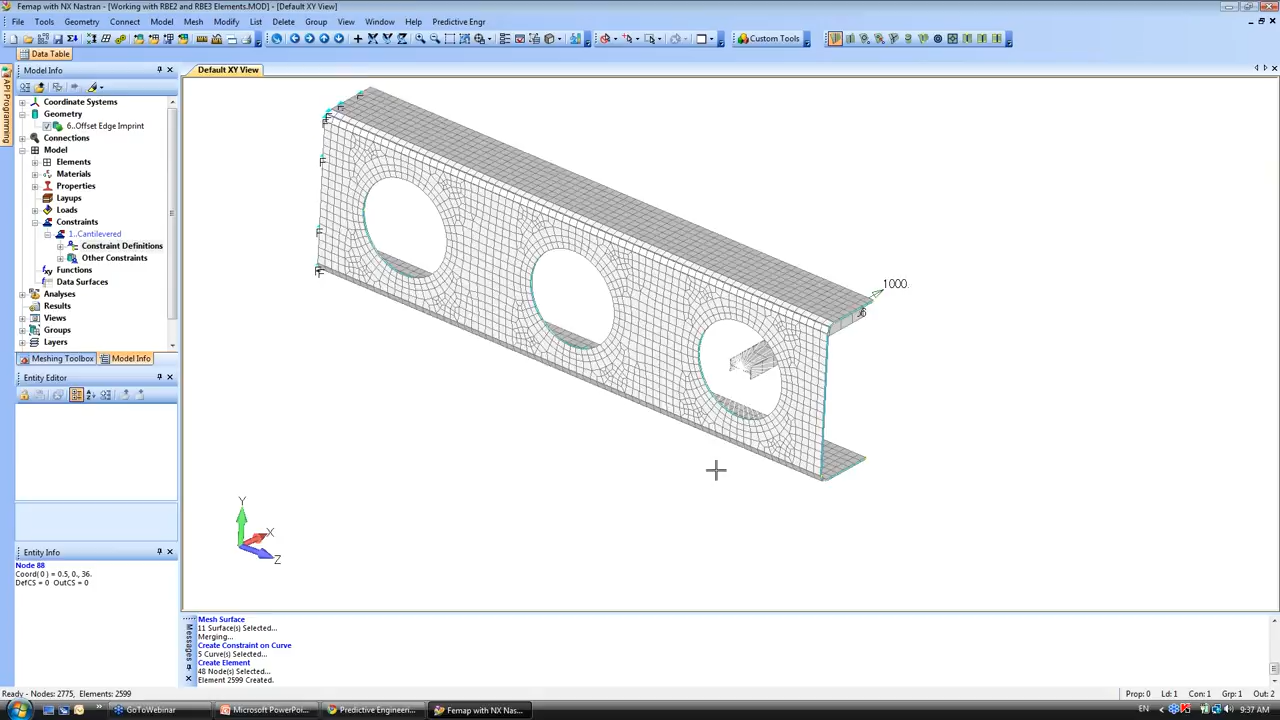 Femap with NX Nastran - [Working with RBE2 and RBE3 Elements.MOD] - [Default XY View]
File Tools Geometry Connect Model Mesh Modify List Delete Group View Window Help Predictive Engr
Custom Tools
Data Table
Model Info
Default XY View
API Programming
Coordinate Systems
Geometry
6..Offset Edge Imprint
Connections
Model
Elements
Materials
Properties
Layups
Loads
Constraints
1..Cantilevered
Constraint Definitions
Other Constraints
Functions
Data Surfaces
Analyses
Results
Views
Groups
Layers
Meshing Toolbox Model Info
Entity Editor
Entity Info
Node 88
Coord( 0 ) = 0.5, 0., 36.
DefCS = 0 OutCS = 0
F
F
F
F
F
F
F
1000.
Y
X
Z
Messages
Mesh Surface
11 Surface(s) Selected...
Merging...
Create Constraint on Curve
5 Curve(s) Selected...
Create Element
48 Node(s) Selected...
Element 2599 Created.
Ready - Nodes: 2775, Elements: 2599
Prop: 0 Ld: 1 Con: 1 Grp: 1 Out: 2
GoToWebinar
Microsoft PowerPoi...
Predictive Engineeri...
Femap with NX Nas...
EN
9:37 AM